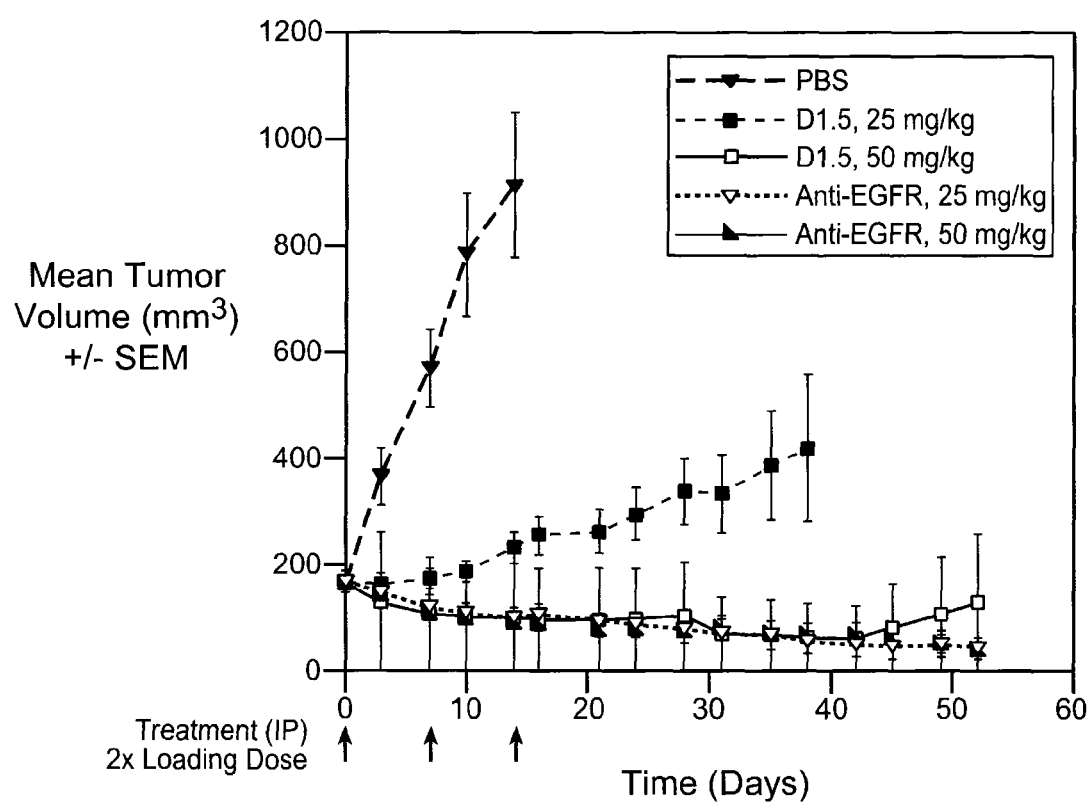 1200
1000
800
600
400
200
0
Mean Tumor
Volume (mm³)
+/- SEM
PBS
D1.5, 25 mg/kg
D1.5, 50 mg/kg
Anti-EGFR, 25 mg/kg
Anti-EGFR, 50 mg/kg
0 10 20 30 40 50 60
Treatment (IP)
2x Loading Dose
Time (Days)